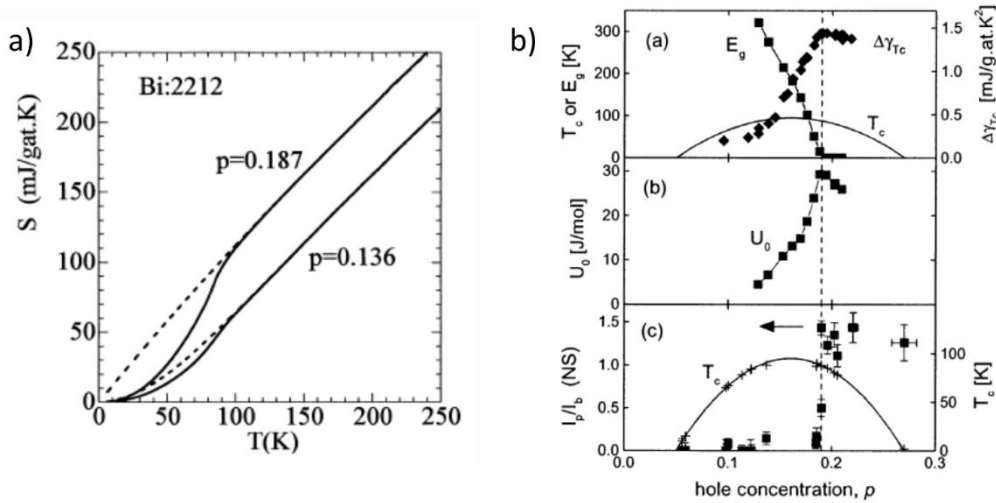 a)
250
200
150
100
50
0
S (mJ/gat.K)
Bi:2212
p=0.187
p=0.136
0 50 100 150 200 250
T(K)
b)
(a)
300
200
100
0
T_c or E_g [K]
E_g
Δγ_Tc
T_c
1.5
1.0
0.5
0.0
Δγ_Tc [mJ/g.at.K²]
(b)
30
20
10
0
U_0 [J/mol]
U_0
(c)
1.5
1.0
0.5
0.0
I_p/I_b (NS)
T_c
100
50
0
T_c [K]
0.0 0.1 0.2 0.3
hole concentration, p